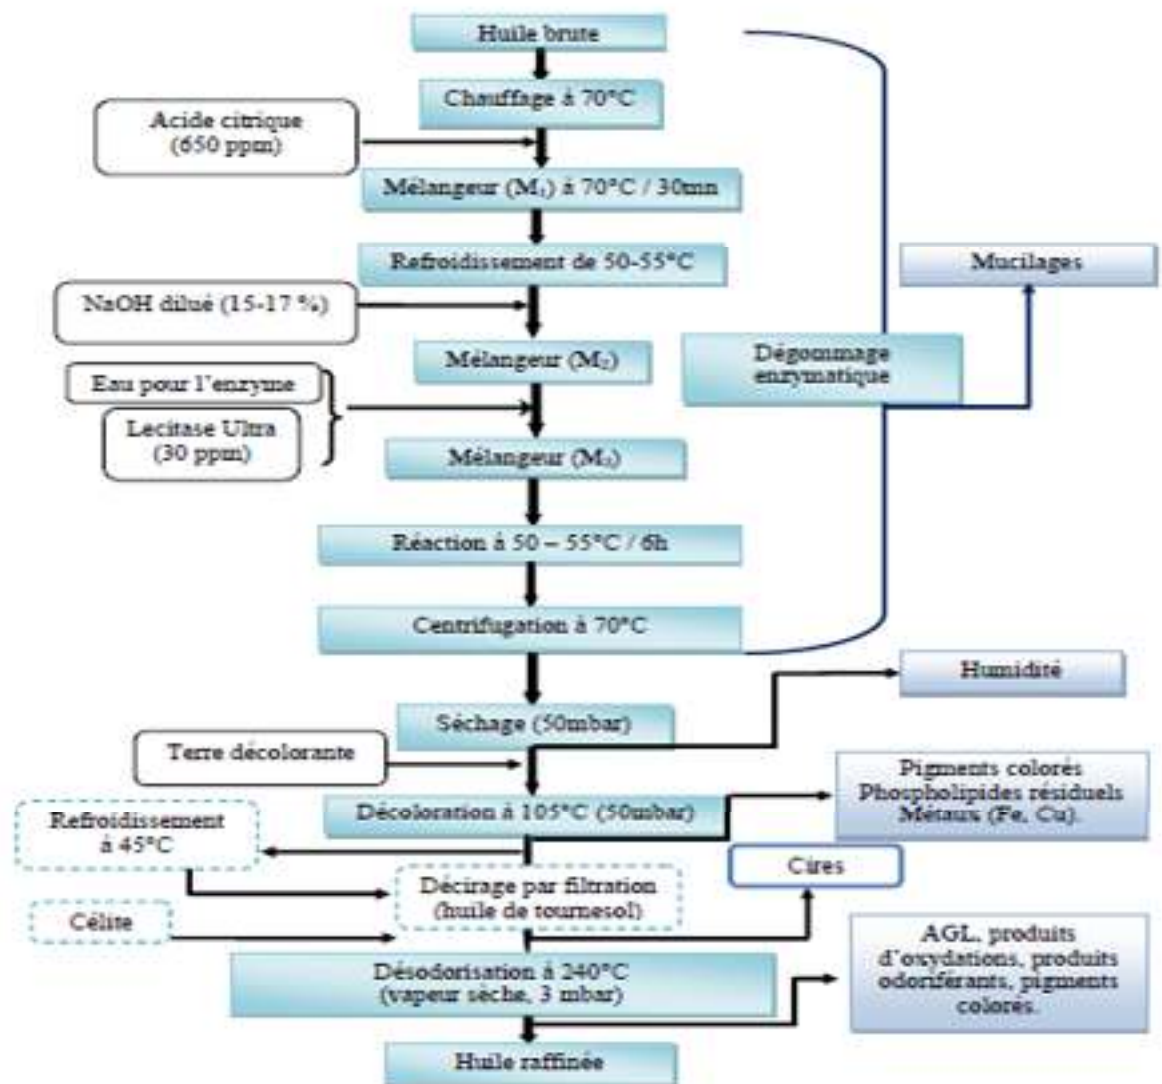 Huile brute
Chauffage à 70°C
Acide citrique
(650 ppm)
Mélangeur (M₁) à 70°C / 30mn
Refroidissement de 50-55°C
Mucilages
NaOH dilué (15-17 %)
Mélangeur (M₂)
Dégommage
enzymatique
Eau pour l'enzyme
Lecitase Ultra
(30 ppm)
Mélangeur (M₃)
Réaction à 50 – 55°C / 6h
Centrifugation à 70°C
Humidité
Séchage (50mbar)
Terre décolorante
Pigments colorés
Phospholipides résiduels
Métaux (Fe, Cu).
Décoloration à 105°C (50mbar)
Refroidissement
à 45°C
Cires
Décirage par filtration
(huile de tournesol)
Célite
AGL, produits
d'oxydations, produits
odoriférants, pigments
colorés.
Désodorisation à 240°C
(vapeur sèche, 3 mbar)
Huile raffinée